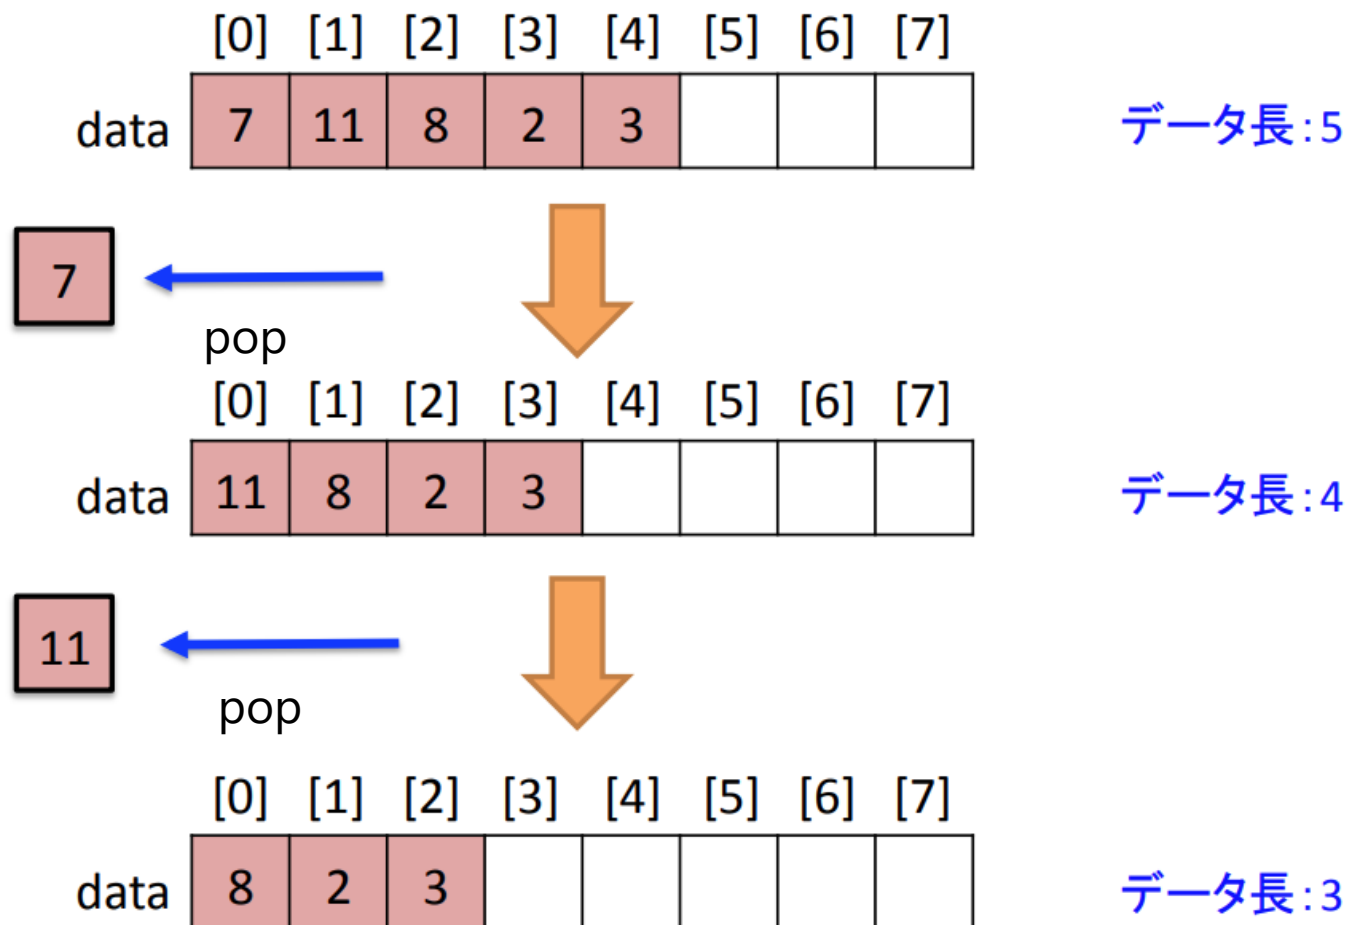 [0] [1] [2] [3] [4] [5] [6] [7]
data 7 11 8 2 3 データ長:5
7
pop
[0] [1] [2] [3] [4] [5] [6] [7]
data 11 8 2 3 データ長:4
11
pop
[0] [1] [2] [3] [4] [5] [6] [7]
data 8 2 3 データ長:3